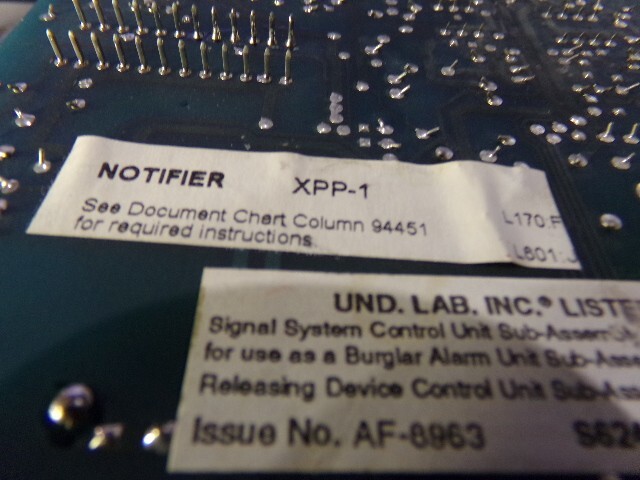 NOTIFIER XPP-1
See Document Chart Column 94451 L170:F
for required instructions.
UND. LAB. INC.® LISTE
Signal System Control Unit Sub-Assem
for use as a Burglar Alarm Unit Sub-Asse
Releasing Device Control Unit Sub-Ass
Issue No. AF-8963 S624